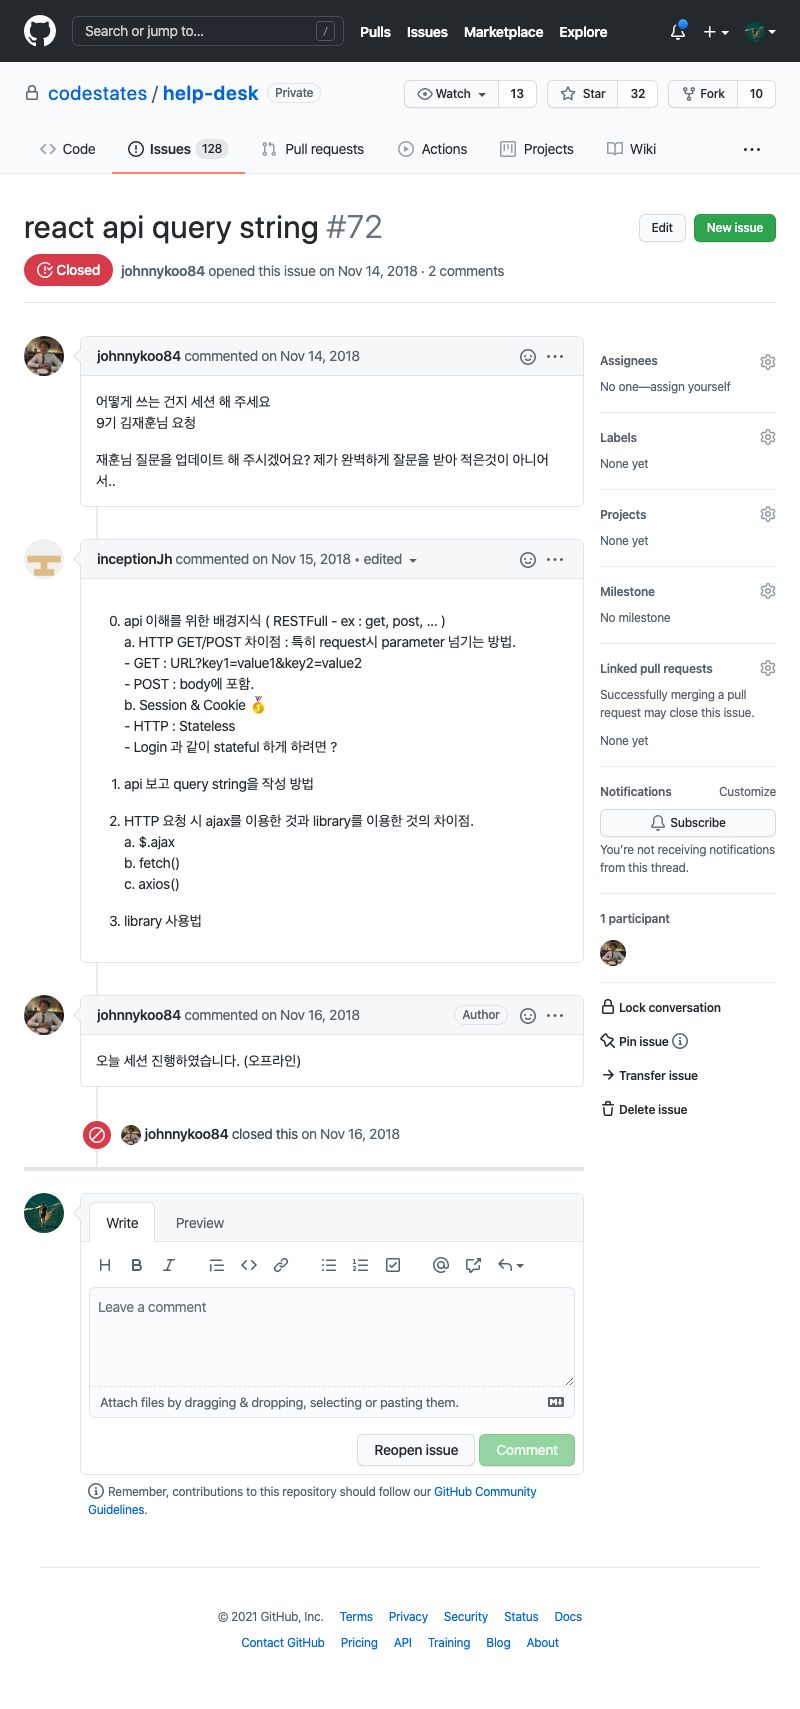 Search or jump to...
/
Pulls
Issues
Marketplace
Explore
codestates / help-desk
Private
Watch
13
Star
32
Fork
10
Code
Issues
128
Pull requests
Actions
Projects
Wiki
react api query string #72
Edit
New issue
Closed
johnnykoo84 opened this issue on Nov 14, 2018 · 2 comments
johnnykoo84 commented on Nov 14, 2018
어떻게 쓰는 건지 세션 해 주세요
9기 김재훈님 요청
재훈님 질문을 업데이트 해 주시겠어요? 제가 완벽하게 잘문을 받아 적은것이 아니어
서..
inceptionJh commented on Nov 15, 2018 • edited
0. api 이해를 위한 배경지식 ( RESTFull - ex : get, post, ... )
a. HTTP GET/POST 차이점 : 특히 request시 parameter 넘기는 방법.
- GET : URL?key1=value1&key2=value2
- POST : body에 포함.
b. Session & Cookie 🥇
- HTTP : Stateless
- Login 과 같이 stateful 하게 하려면 ?
1. api 보고 query string을 작성 방법
2. HTTP 요청 시 ajax를 이용한 것과 library를 이용한 것의 차이점.
a. $.ajax
b. fetch()
c. axios()
3. library 사용법
johnnykoo84 commented on Nov 16, 2018
Author
오늘 세션 진행하였습니다. (오프라인)
johnnykoo84 closed this on Nov 16, 2018
Assignees
No one—assign yourself
Labels
None yet
Projects
None yet
Milestone
No milestone
Linked pull requests
Successfully merging a pull
request may close this issue.
None yet
Notifications
Customize
Subscribe
You're not receiving notifications
from this thread.
1 participant
Lock conversation
Pin issue
Transfer issue
Delete issue
Write
Preview
H B I
Leave a comment
Attach files by dragging & dropping, selecting or pasting them.
Reopen issue
Comment
Remember, contributions to this repository should follow our GitHub Community
Guidelines.
© 2021 GitHub, Inc.
Terms
Privacy
Security
Status
Docs
Contact GitHub
Pricing
API
Training
Blog
About